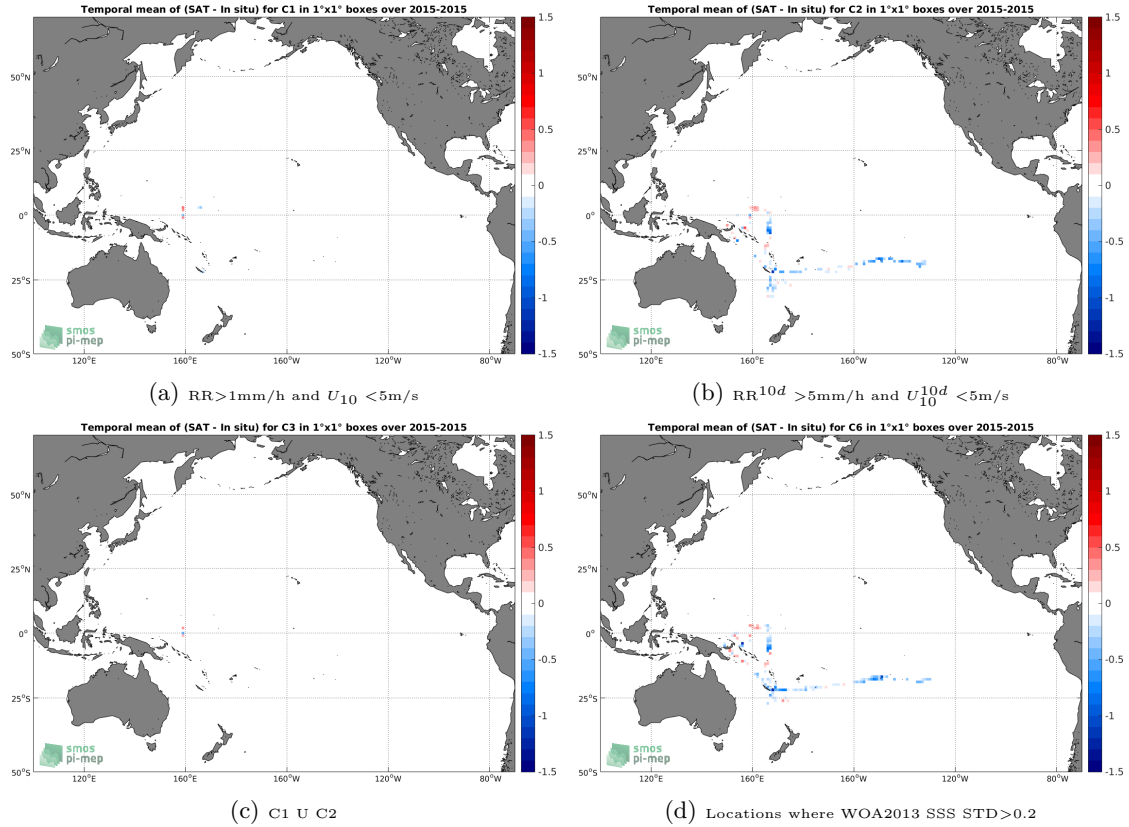 Temporal mean of (SAT - In situ) for C1 in 1°x1° boxes over 2015-2015
50°N
25°N
0°
25°S
50°S
120°E
160°E
160°W
120°W
80°W
1.5
1
0.5
0
-0.5
-1
-1.5
smos
pi-mep
(a) RR>1mm/h and U10 <5m/s
Temporal mean of (SAT - In situ) for C2 in 1°x1° boxes over 2015-2015
50°N
25°N
0°
25°S
50°S
120°E
160°E
160°W
120°W
80°W
1.5
1
0.5
0
-0.5
-1
-1.5
smos
pi-mep
(b) RR^10d >5mm/h and U10^10d <5m/s
Temporal mean of (SAT - In situ) for C3 in 1°x1° boxes over 2015-2015
50°N
25°N
0°
25°S
50°S
120°E
160°E
160°W
120°W
80°W
1.5
1
0.5
0
-0.5
-1
-1.5
smos
pi-mep
(c) C1 U C2
Temporal mean of (SAT - In situ) for C6 in 1°x1° boxes over 2015-2015
50°N
25°N
0°
25°S
50°S
120°E
160°E
160°W
120°W
80°W
1.5
1
0.5
0
-0.5
-1
-1.5
smos
pi-mep
(d) Locations where WOA2013 SSS STD>0.2